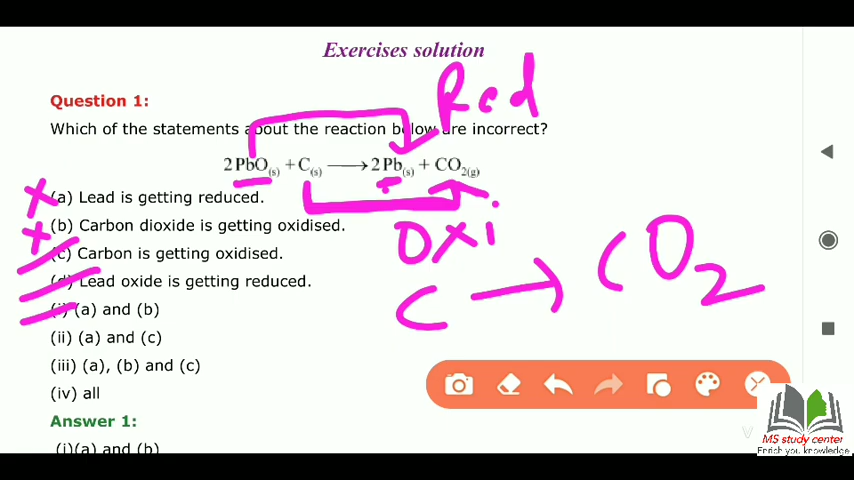 Exercises solution
Red
Question 1:
Which of the statements about the reaction below are incorrect?
2PbO(s) + C(s) ⟶ 2Pb(s) + CO2(g)
(a) Lead is getting reduced.
(b) Carbon dioxide is getting oxidised.
Oxi
(c) Carbon is getting oxidised.
C → CO2
(d) Lead oxide is getting reduced.
(i) (a) and (b)
(ii) (a) and (c)
(iii) (a), (b) and (c)
(iv) all
Answer 1:
(i)(a) and (b)
MS study center
Enrich you knowledge